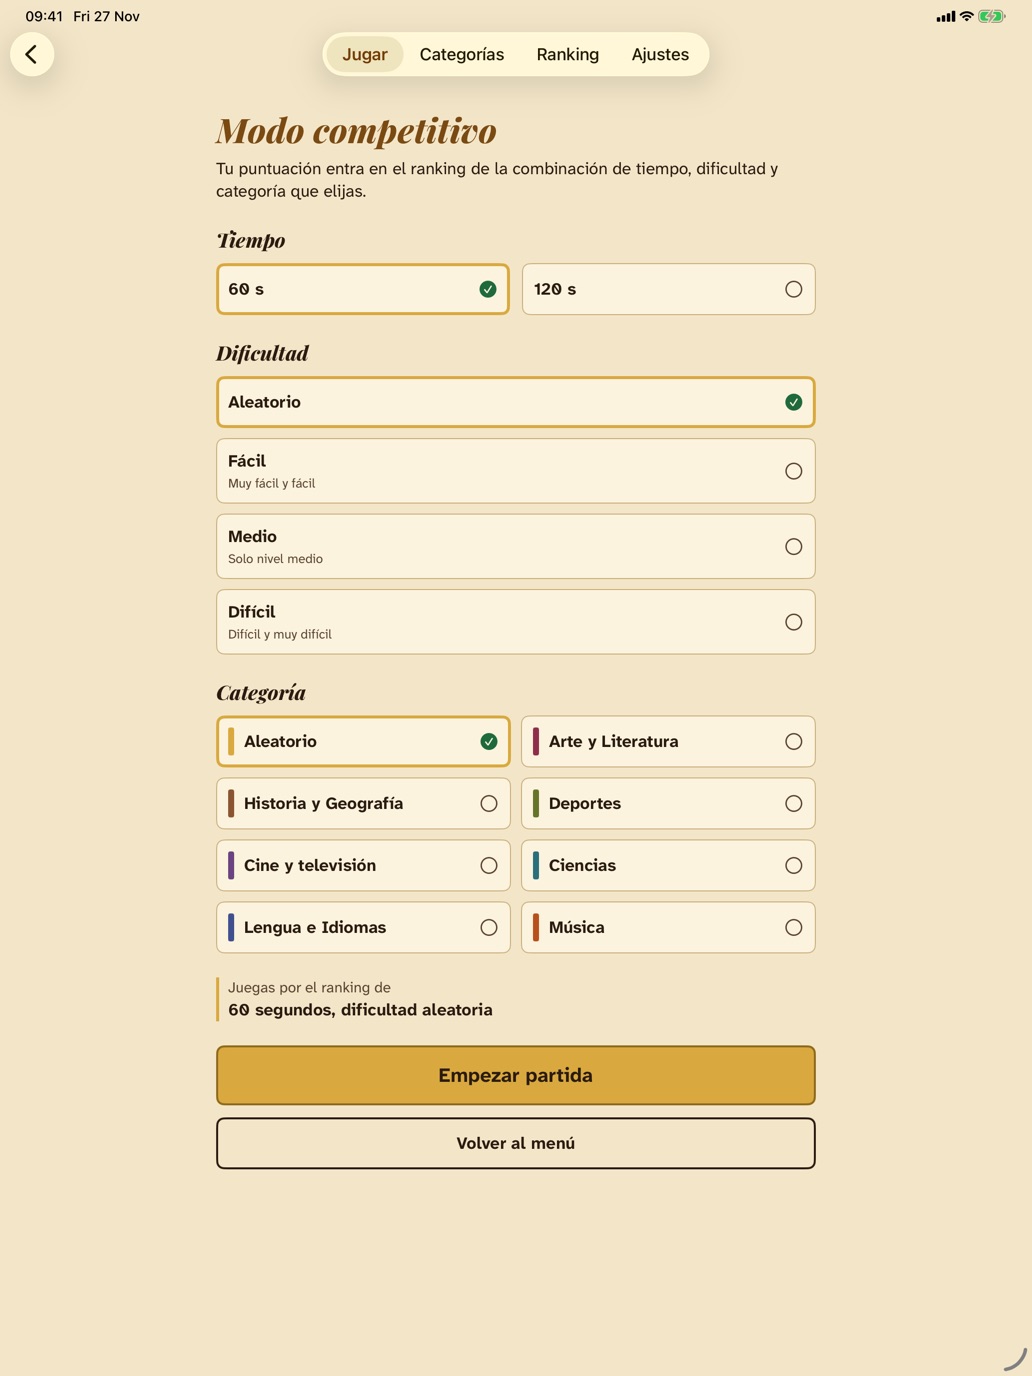 09:41 Fri 27 Nov
Jugar Categorías Ranking Ajustes
Modo competitivo
Tu puntuación entra en el ranking de la combinación de tiempo, dificultad y
categoría que elijas.
Tiempo
60 s
120 s
Dificultad
Aleatorio
Fácil
Muy fácil y fácil
Medio
Solo nivel medio
Difícil
Difícil y muy difícil
Categoría
Aleatorio
Arte y Literatura
Historia y Geografía
Deportes
Cine y televisión
Ciencias
Lengua e Idiomas
Música
Juegas por el ranking de
60 segundos, dificultad aleatoria
Empezar partida
Volver al menú